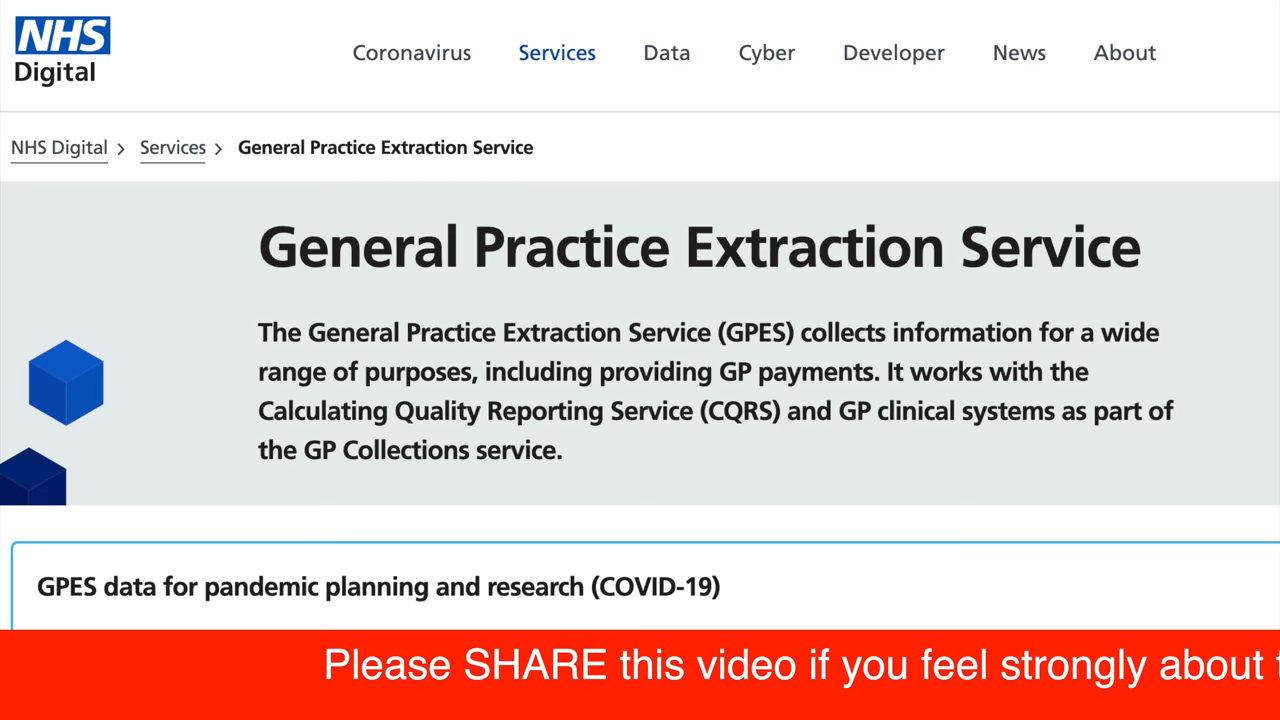 NHS
Digital
Coronavirus Services Data Cyber Developer News About
NHS Digital > Services > General Practice Extraction Service
General Practice Extraction Service
The General Practice Extraction Service (GPES) collects information for a wide
range of purposes, including providing GP payments. It works with the
Calculating Quality Reporting Service (CQRS) and GP clinical systems as part of
the GP Collections service.
GPES data for pandemic planning and research (COVID-19)
Please SHARE this video if you feel strongly about